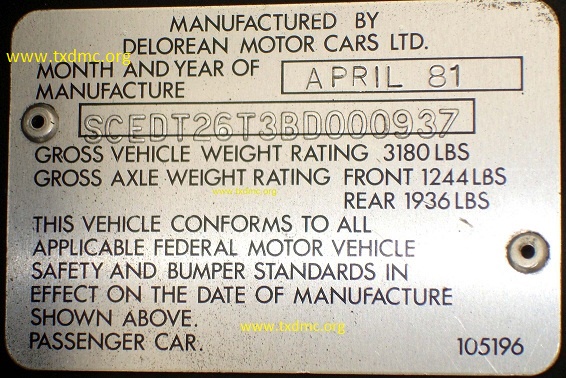 MANUFACTURED BY
DELOREAN MOTOR CARS LTD.
www.txdmc.org
MONTH AND YEAR OF
MANUFACTURE
APRIL 81
SCEDT26T3BD000937
GROSS VEHICLE WEIGHT RATING 3180 LBS
GROSS AXLE WEIGHT RATING FRONT 1244 LBS
www.txdmc.org
REAR 1936 LBS
THIS VEHICLE CONFORMS TO ALL
APPLICABLE FEDERAL MOTOR VEHICLE
SAFETY AND BUMPER STANDARDS IN
EFFECT ON THE DATE OF MANUFACTURE
SHOWN ABOVE.
www.txdmc.org
PASSENGER CAR.
105196